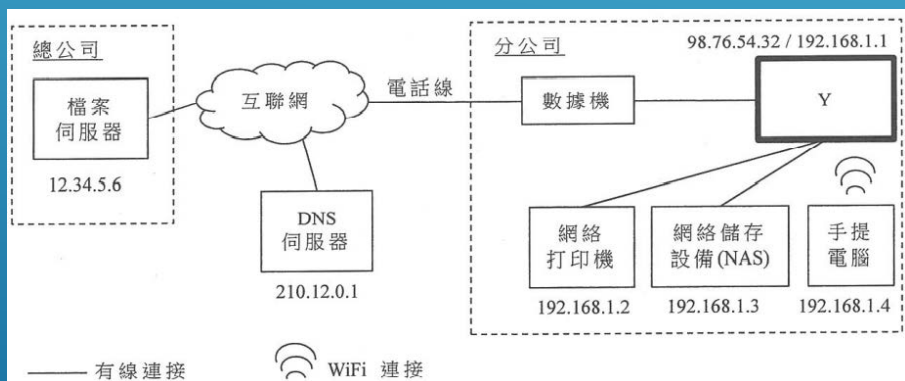 總公司
檔案
伺服器
12.34.5.6
互聯網
DNS
伺服器
210.12.0.1
電話線
分公司
98.76.54.32 / 192.168.1.1
數據機
Y
網絡
打印機
192.168.1.2
網絡儲存
設備(NAS)
192.168.1.3
手提
電腦
192.168.1.4
有線連接
WiFi 連接